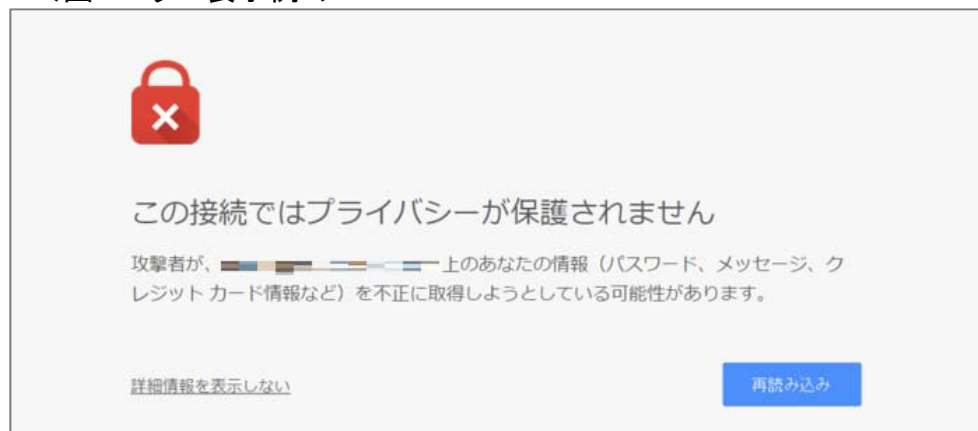 この接続ではプライバシーが保護されません
攻撃者が、 上のあなたの情報（パスワード、メッセージ、ク
レジット カード情報など）を不正に取得しようとしている可能性があります。
詳細情報を表示しない
再読み込み